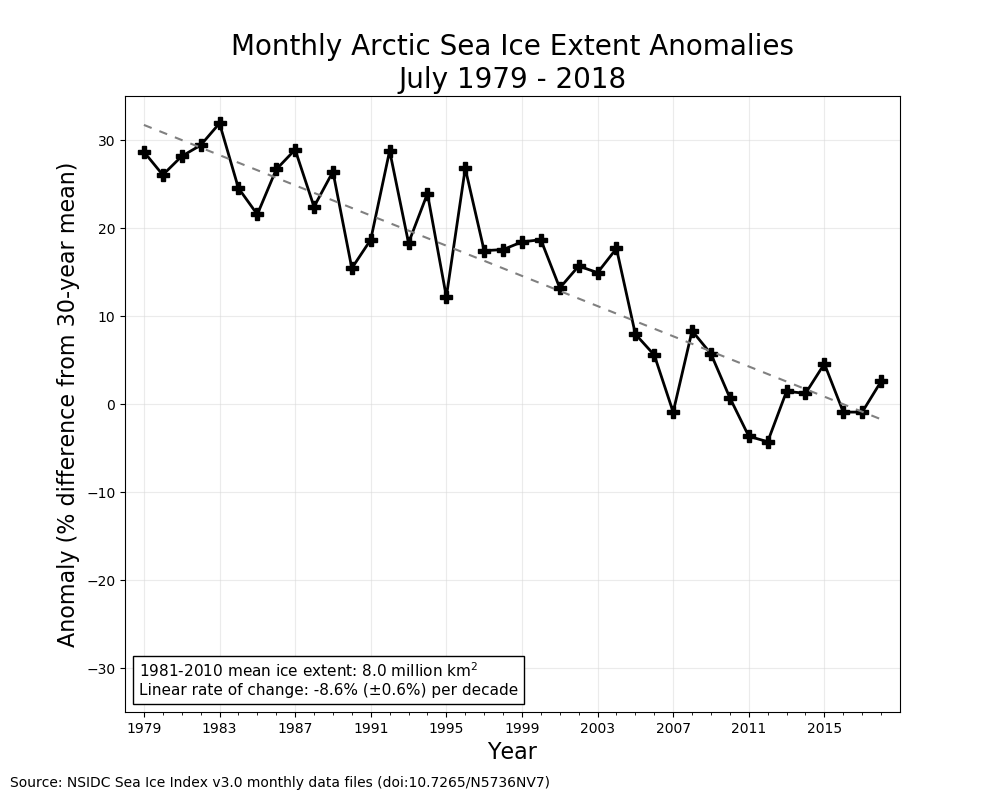 Monthly Arctic Sea Ice Extent Anomalies
July 1979 - 2018
Anomaly (% difference from 30-year mean)
30
20
10
0
−10
−20
−30
1981-2010 mean ice extent: 8.0 million km²
Linear rate of change: -8.6% (±0.6%) per decade
1979 1983 1987 1991 1995 1999 2003 2007 2011 2015
Year
Source: NSIDC Sea Ice Index v3.0 monthly data files (doi:10.7265/N5736NV7)